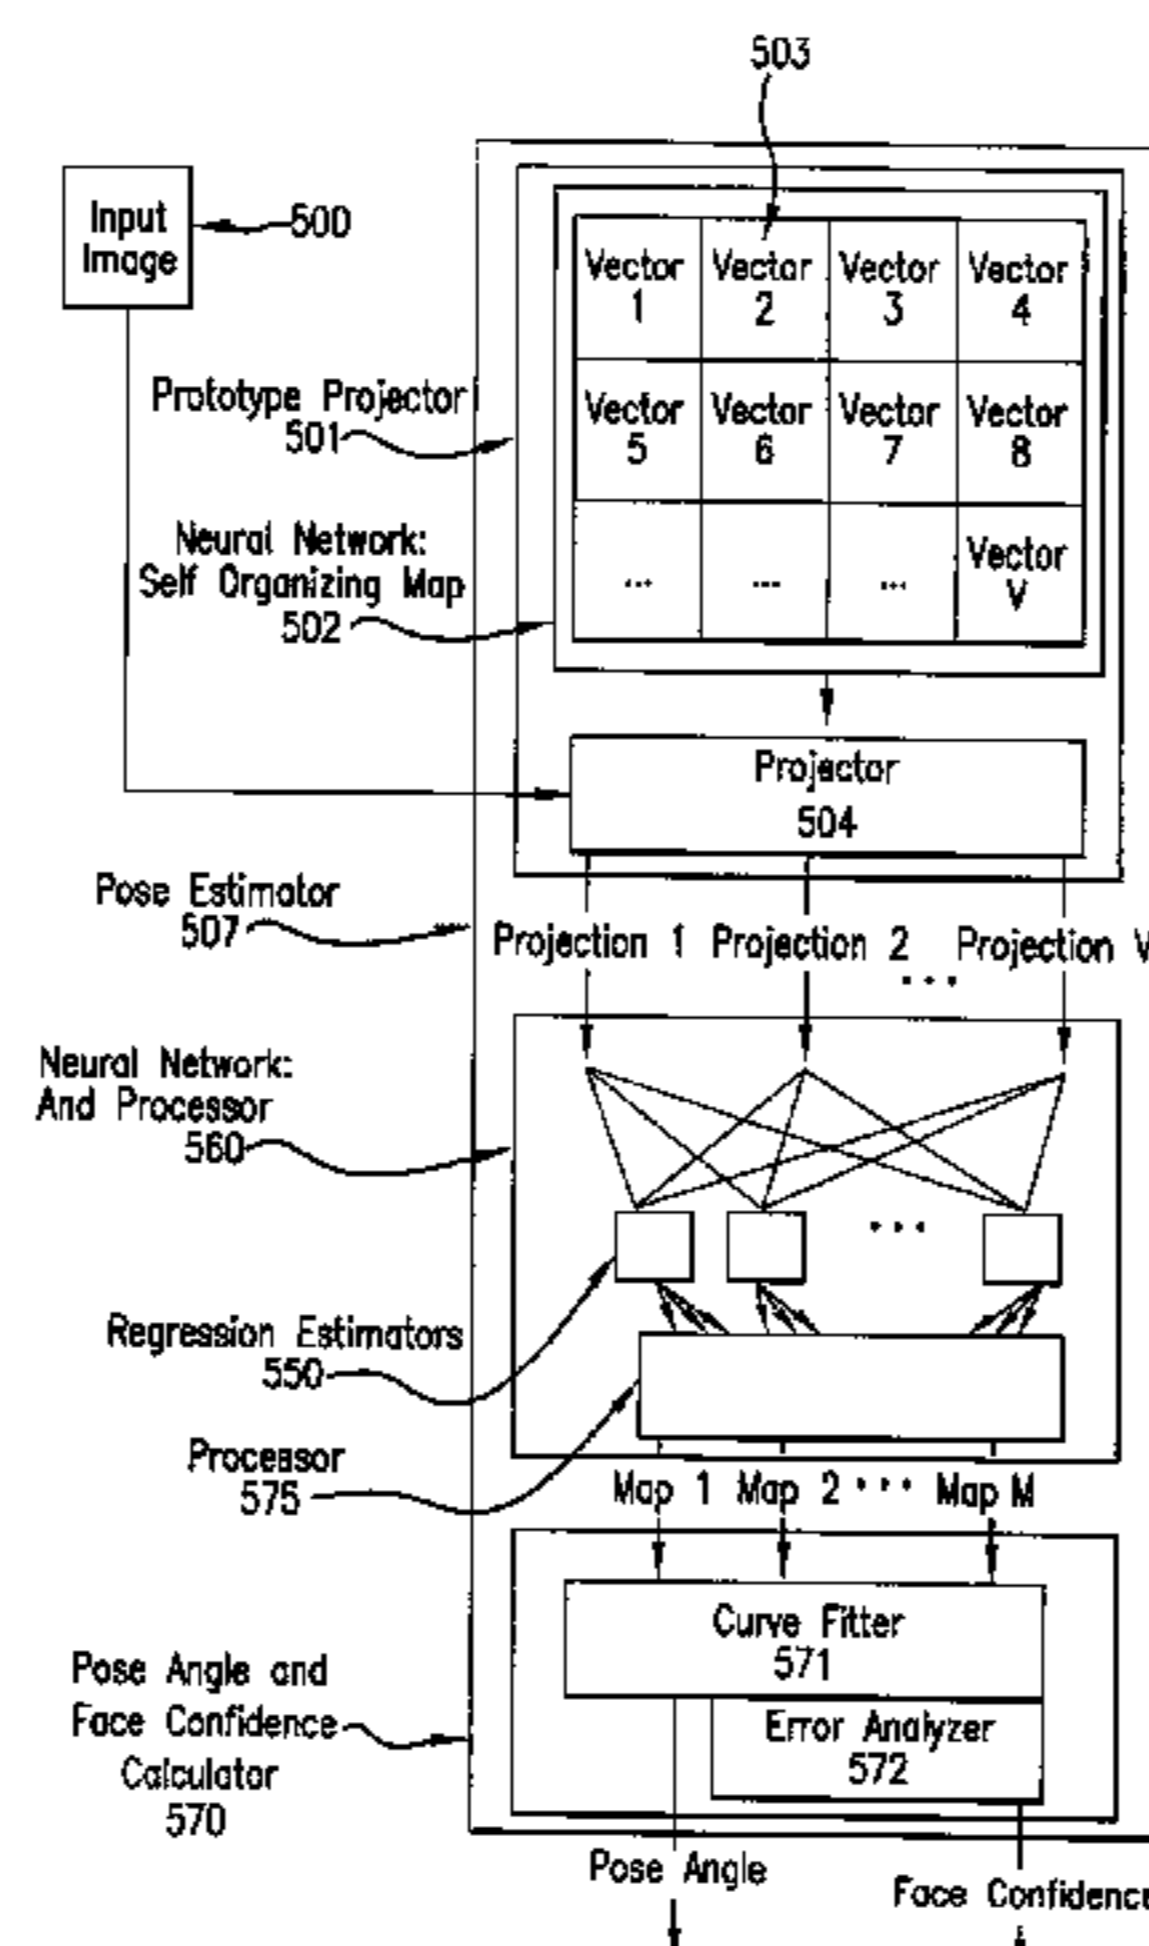 503
Input
Image
500
Vector
1
Vector
2
Vector
3
Vector
4
Prototype Projector
501
Vector
5
Vector
6
Vector
7
Vector
8
Neural Network:
Self Organizing Map
502
...
...
...
Vector
V
Projector
504
Pose Estimator
507
Projection 1 Projection 2 ... Projection V
Neural Network:
And Processor
560
...
Regression Estimators
550
Processor
575
Map 1 Map 2 ... Map M
Curve Fitter
571
Pose Angle and
Face Confidence
Calculator
570
Error Analyzer
572
Pose Angle
Face Confidence